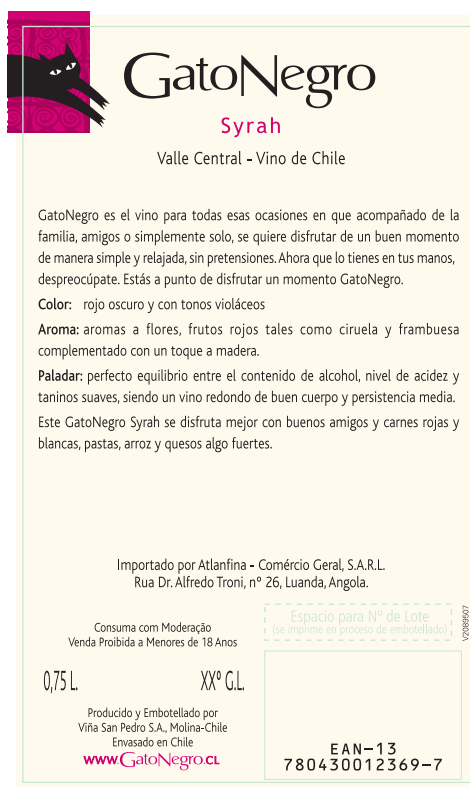 GatoNegro
Syrah
Valle Central - Vino de Chile
GatoNegro es el vino para todas esas ocasiones en que acompañado de la
familia, amigos o simplemente solo, se quiere disfrutar de un buen momento
de manera simple y relajada, sin pretensiones. Ahora que lo tienes en tus manos,
despreocúpate. Estás a punto de disfrutar un momento GatoNegro.
Color: rojo oscuro y con tonos violáceos
Aroma: aromas a flores, frutos rojos tales como ciruela y frambuesa
complementado con un toque a madera.
Paladar: perfecto equilibrio entre el contenido de alcohol, nivel de acidez y
taninos suaves, siendo un vino redondo de buen cuerpo y persistencia media.
Este GatoNegro Syrah se disfruta mejor con buenos amigos y carnes rojas y
blancas, pastas, arroz y quesos algo fuertes.
Importado por Atlanfina - Comércio Geral, S.A.R.L.
Rua Dr. Alfredo Troni, nº 26, Luanda, Angola.
Espacio para Nº de Lote
(se imprime en proceso de embotellado)
V2089507
Consuma com Moderação
Venda Proibida a Menores de 18 Anos
0,75 L. XXº G.L.
Producido y Embotellado por
Viña San Pedro S.A., Molina-Chile
Envasado en Chile
www.GatoNegro.CL
EAN-13
780430012369-7